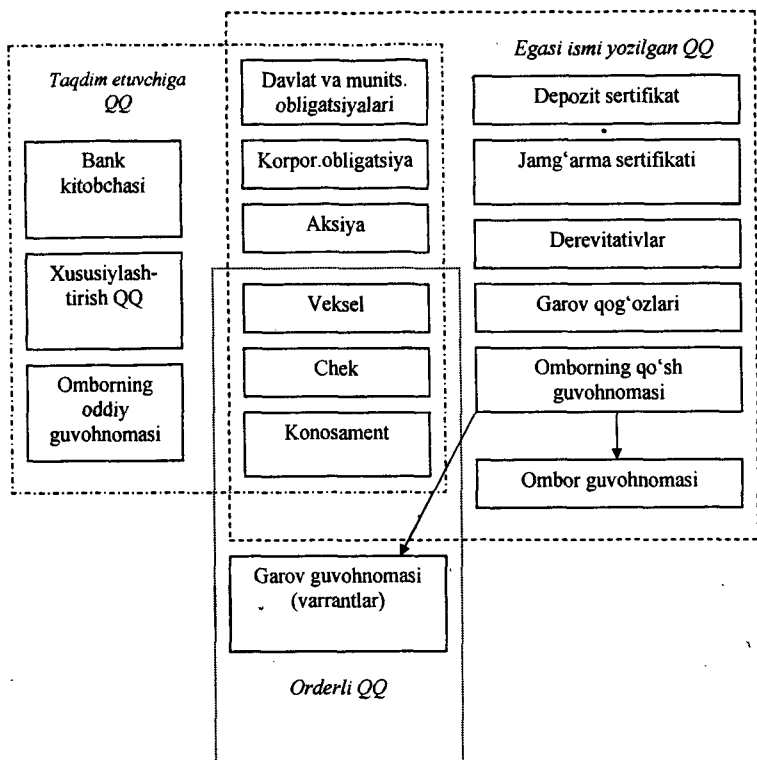 Taqdim etuvchiga
QQ
Bank
kitobchasi
Xususiylash-
tirish QQ
Omborning
oddiy
guvohnomasi
Davlat va munits.
obligatsiyalari
Korpor.obligatsiya
Aksiya
Veksel
Chek
Konosament
Egasi ismi yozilgan QQ
Depozit sertifikat
Jamg‘arma sertifikati
Derevitativlar
Garov qog‘ozlari
Omborning qo‘sh
guvohnomasi
Ombor guvohnomasi
Garov guvohnomasi
(varrantlar)
Orderli QQ